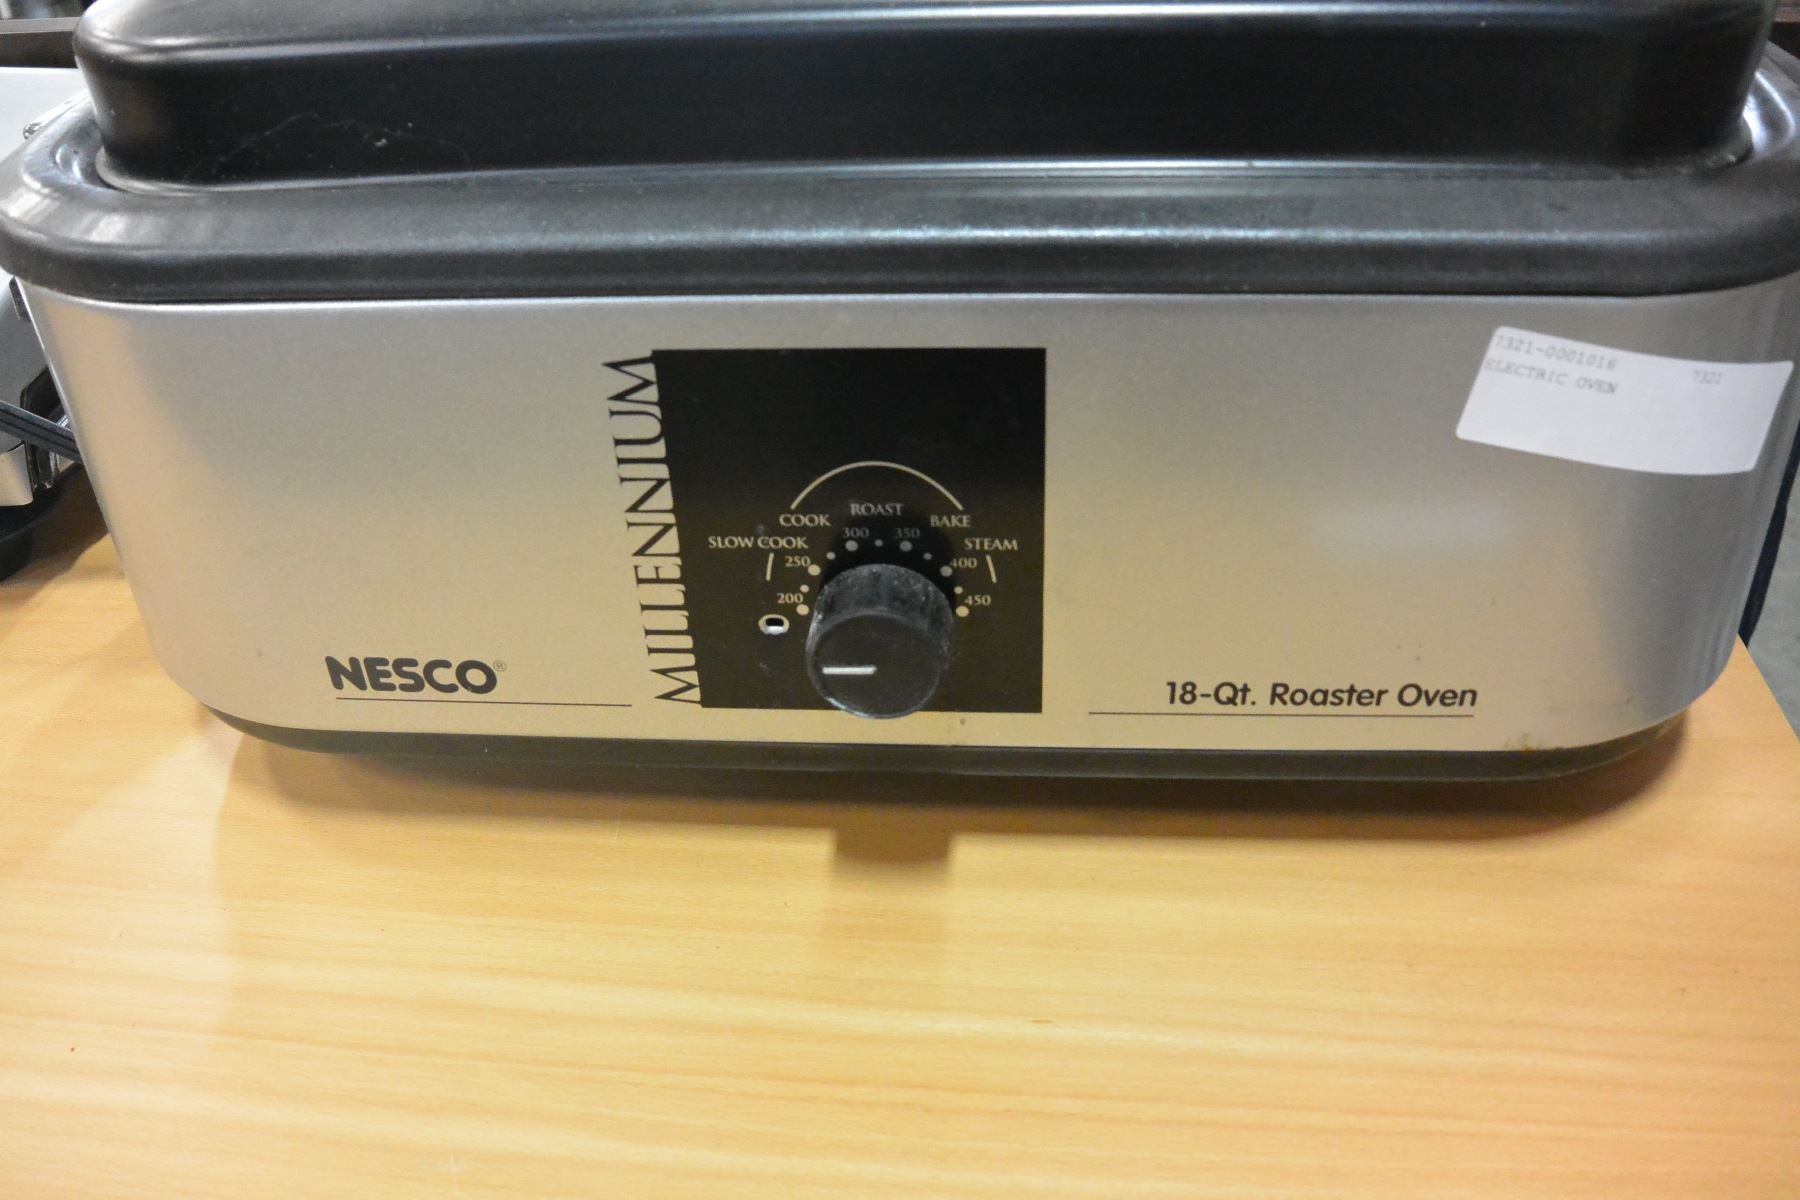 7321-0001016 7321
ELECTRIC OVEN
MILLENNIUM
ROAST
COOK BAKE
SLOW COOK STEAM
300 350
250 400
200 450
NESCO®
18-Qt. Roaster Oven